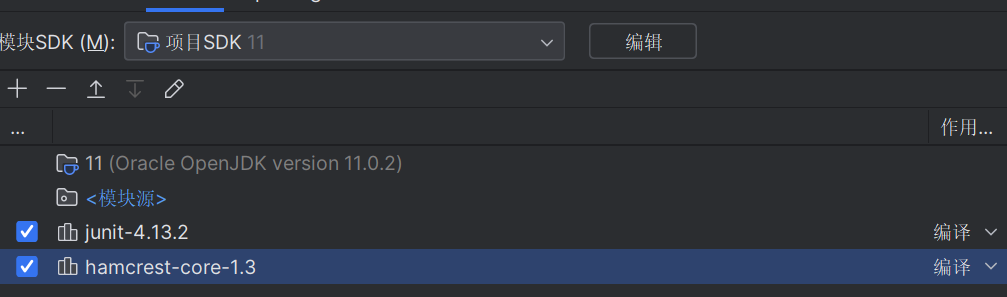 模块SDK (M):
项目SDK 11
编辑
...
作用...
11 (Oracle OpenJDK version 11.0.2)
<模块源>
junit-4.13.2
编译
hamcrest-core-1.3
编译